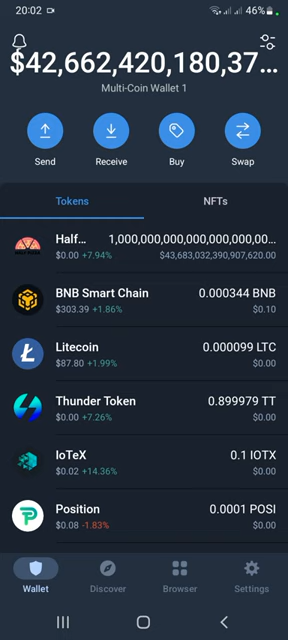 20:02 46%
$42,662,420,180,37...
Multi-Coin Wallet 1
Send Receive Buy Swap
Tokens NFTs
Half... 1,000,000,000,000,000,000,00...
$0.00 +7.94% $43,683,032,390,907,620.00
BNB Smart Chain 0.000344 BNB
$303.39 +1.86% $0.10
Litecoin 0.000099 LTC
$87.80 +1.99% $0.00
Thunder Token 0.899979 TT
$0.00 +7.26% $0.00
IoTeX 0.1 IOTX
$0.02 +14.36% $0.00
Position 0.0001 POSI
$0.08 -1.83% $0.00
Wallet Discover Browser Settings